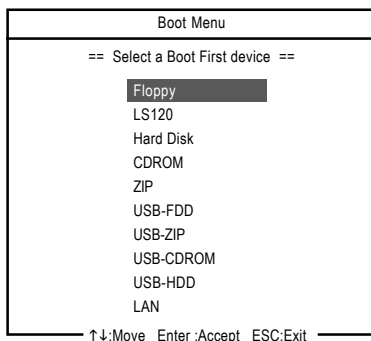 Boot Menu
== Select a Boot First device ==
Floppy
LS120
Hard Disk
CDROM
ZIP
USB-FDD
USB-ZIP
USB-CDROM
USB-HDD
LAN
↑↓:Move Enter :Accept ESC:Exit